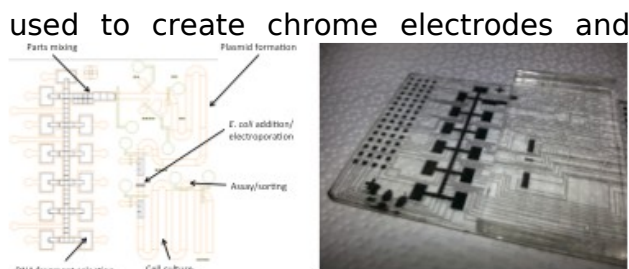 used to create chrome electrodes and
Parts mixing
Plasmid formation
E. coli addition/
electroporation
Assay/sorting
Cell culture